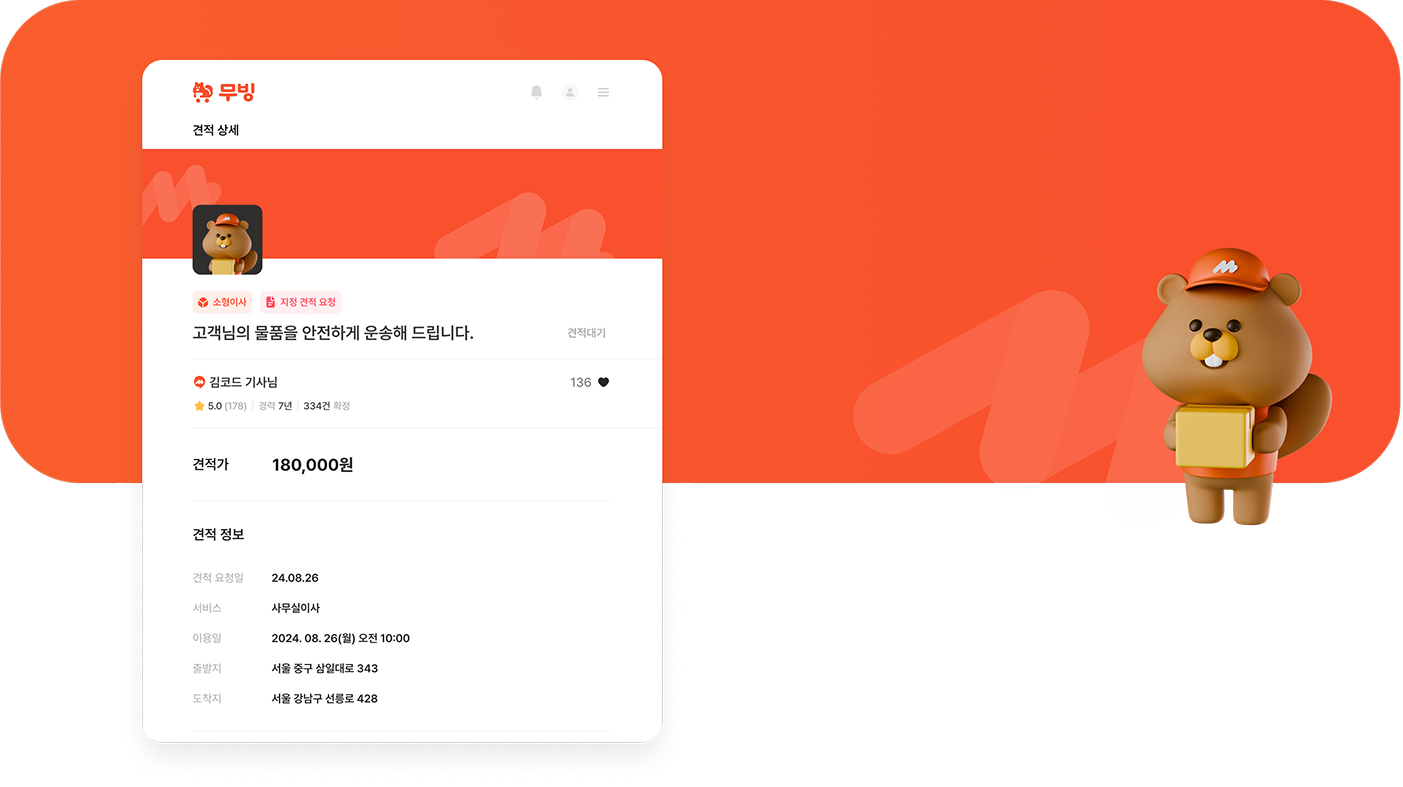 무빙
견적 상세
소형이사 지정 견적 요청
고객님의 물품을 안전하게 운송해 드립니다. 견적대기
김코드 기사님 136
5.0 (178) 경력 7년 334건 확정
견적가 180,000원
견적 정보
견적 요청일 24.08.26
서비스 사무실이사
이용일 2024. 08. 26(월) 오전 10:00
출발지 서울 중구 삼일대로 343
도착지 서울 강남구 선릉로 428